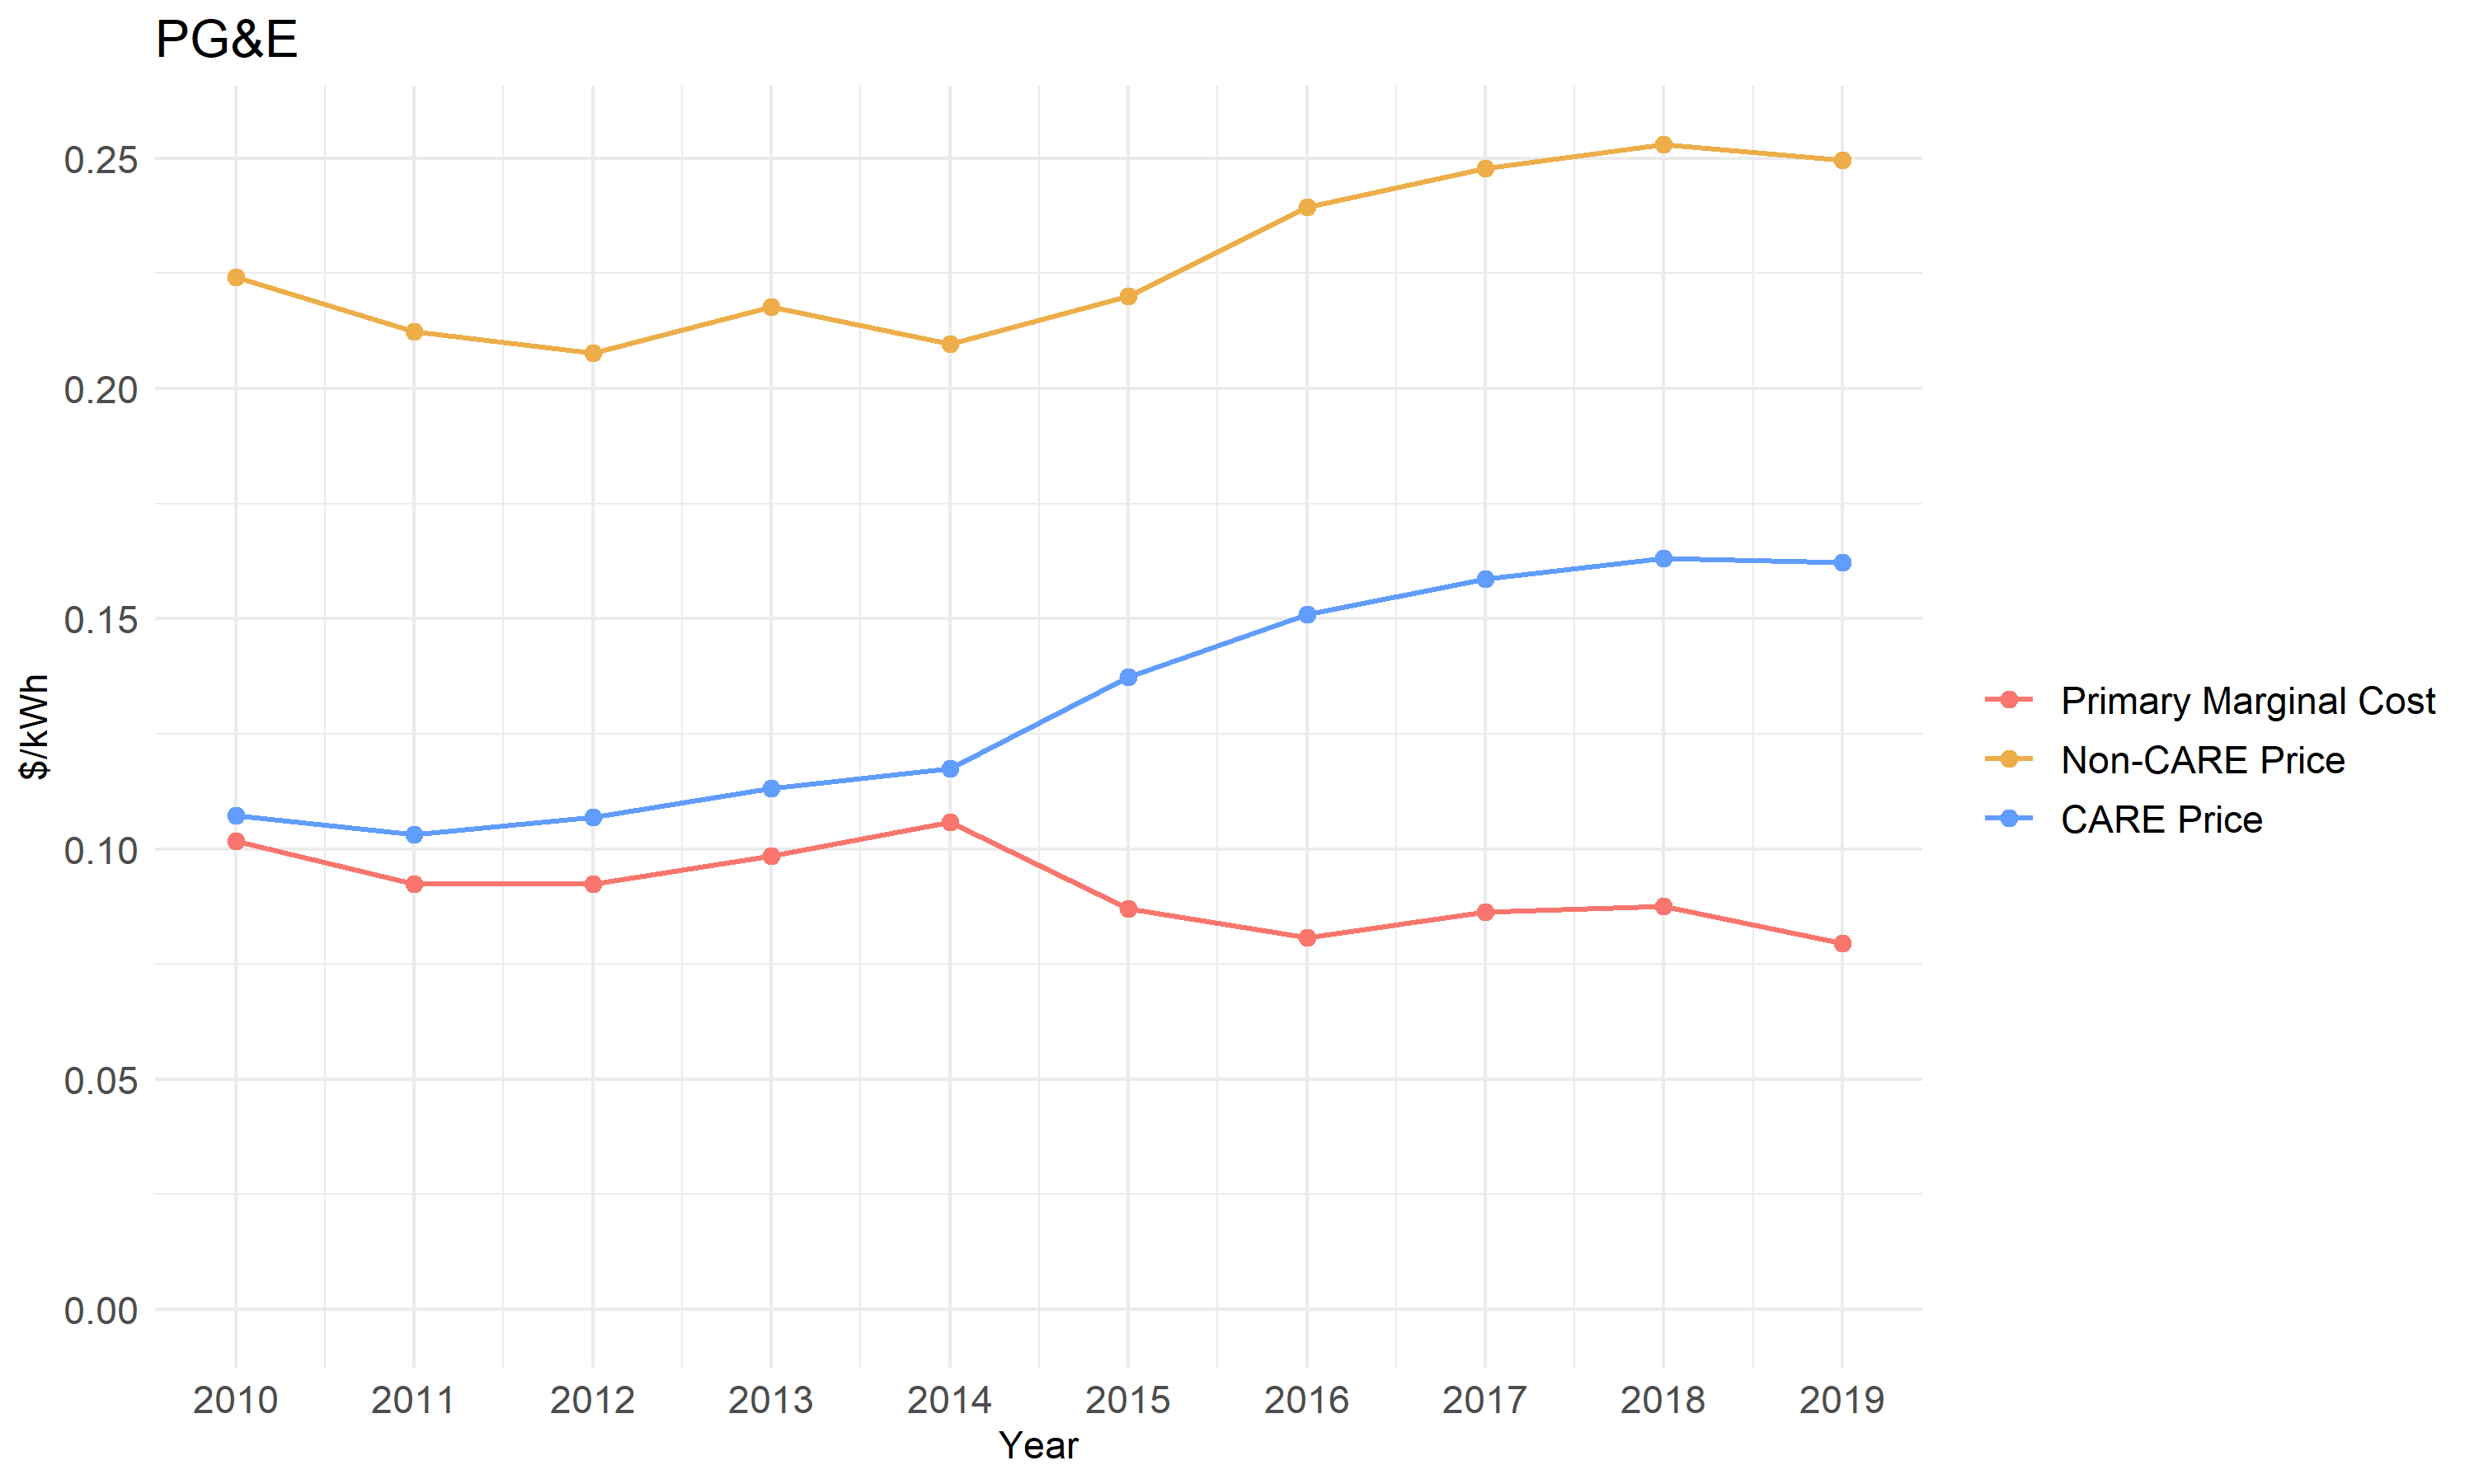 PG&E
0.25
0.20
0.15
0.10
0.05
0.00
$/kWh
2010 2011 2012 2013 2014 2015 2016 2017 2018 2019
Year
Primary Marginal Cost
Non-CARE Price
CARE Price